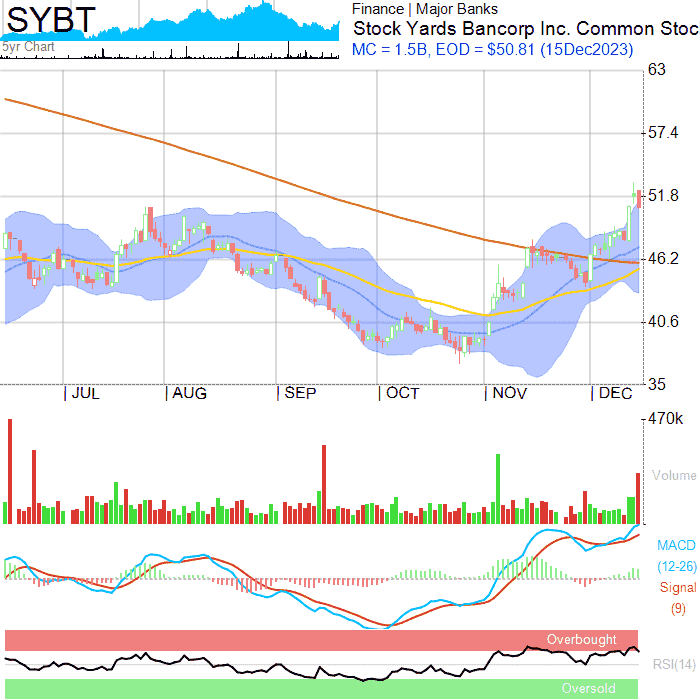 SYBT
5yr Chart
Finance | Major Banks
Stock Yards Bancorp Inc. Common Stoc
MC = 1.5B, EOD = $50.81 (15Dec2023)
63
57.4
51.8
46.2
40.6
35
| JUL | AUG | SEP | OCT | NOV | DEC
470k
Volume
MACD
(12-26)
Signal
(9)
Overbought
RSI(14)
Oversold